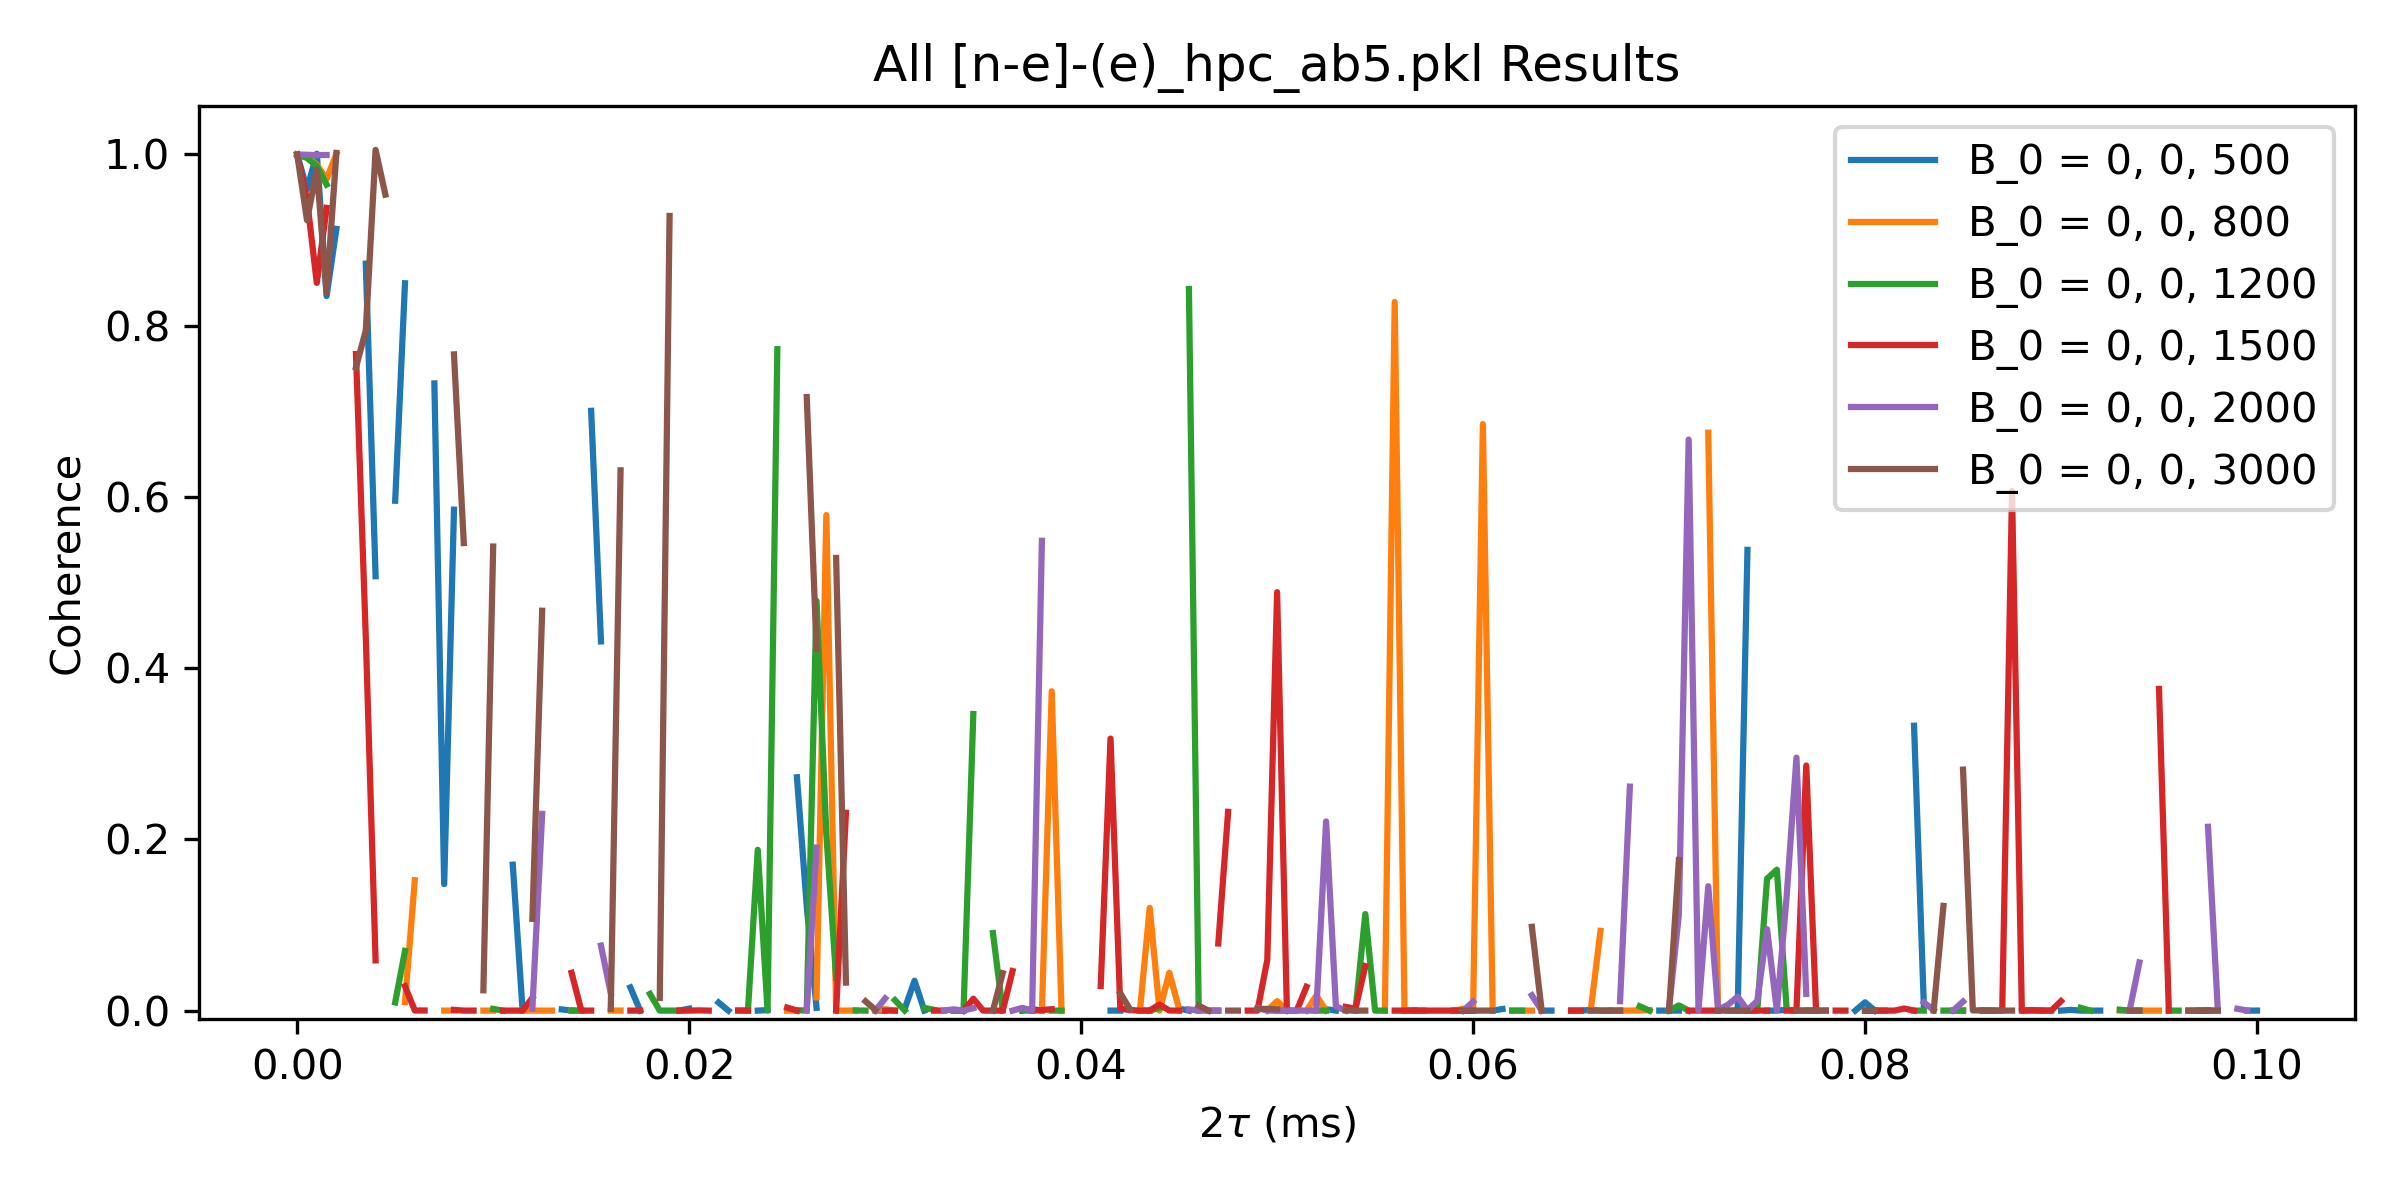 All [n-e]-(e)_hpc_ab5.pkl Results
Coherence
1.0
0.8
0.6
0.4
0.2
0.0
B_0 = 0, 0, 500
B_0 = 0, 0, 800
B_0 = 0, 0, 1200
B_0 = 0, 0, 1500
B_0 = 0, 0, 2000
B_0 = 0, 0, 3000
0.00 0.02 0.04 0.06 0.08 0.10
2τ (ms)